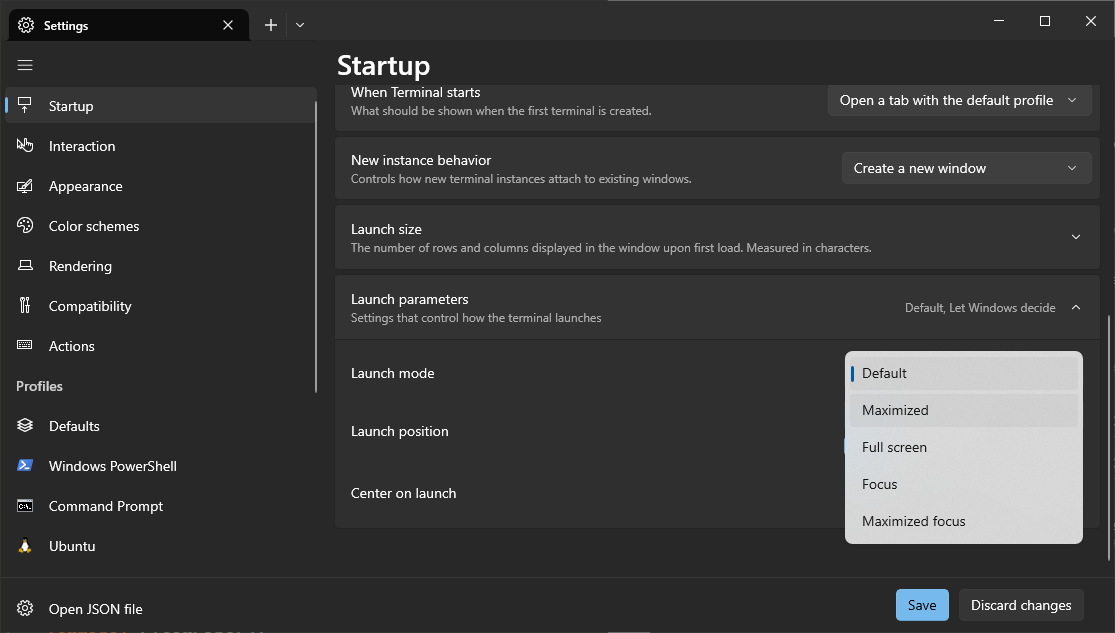 Settings
Startup
Interaction
Appearance
Color schemes
Rendering
Compatibility
Actions
Profiles
Defaults
Windows PowerShell
Command Prompt
Ubuntu
Open JSON file
Startup
When Terminal starts
What should be shown when the first terminal is created.
Open a tab with the default profile
New instance behavior
Controls how new terminal instances attach to existing windows.
Create a new window
Launch size
The number of rows and columns displayed in the window upon first load. Measured in characters.
Launch parameters
Settings that control how the terminal launches
Default, Let Windows decide
Launch mode
Launch position
Center on launch
Default
Maximized
Full screen
Focus
Maximized focus
Save
Discard changes